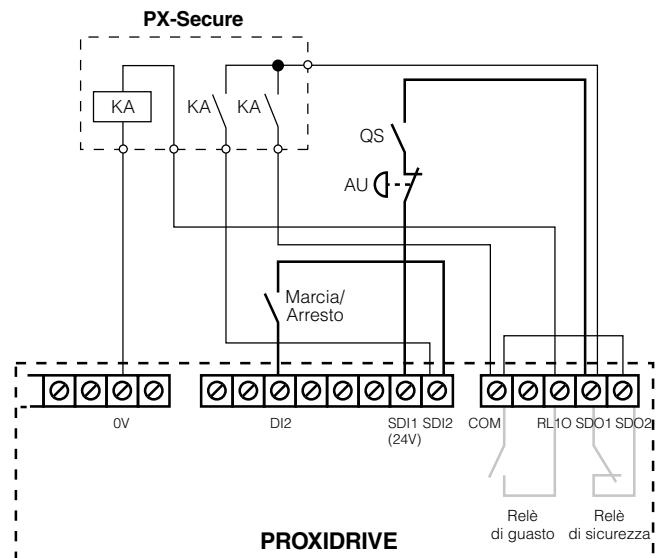 PX-Secure
KA
KA
KA
QS
AU
Marcia/
Arresto
0V
DI2
SDI1
(24V)
SDI2
COM
RL1O
SDO1
SDO2
Relè
di guasto
Relè
di sicurezza
PROXIDRIVE